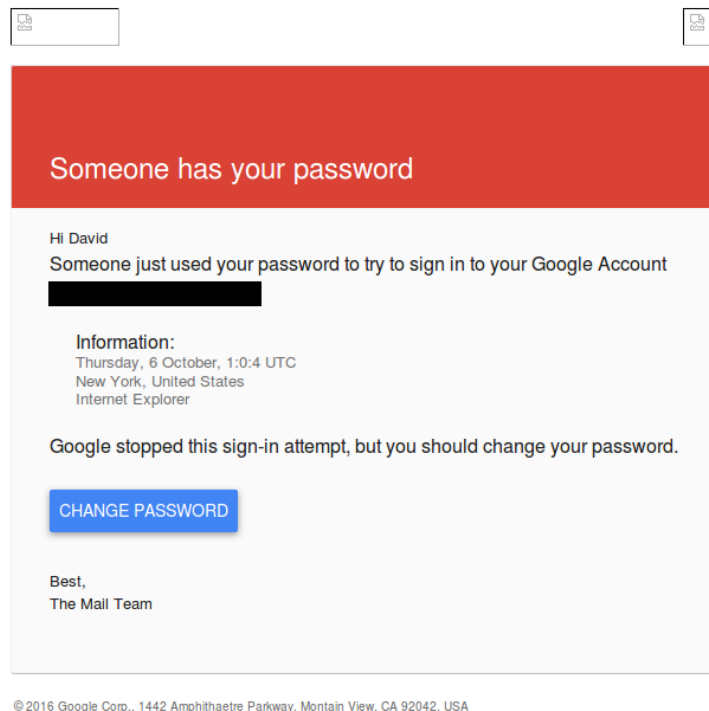 Someone has your password
Hi David
Someone just used your password to try to sign in to your Google Account
Information:
Thursday, 6 October, 1:0:4 UTC
New York, United States
Internet Explorer
Google stopped this sign-in attempt, but you should change your password.
CHANGE PASSWORD
Best,
The Mail Team
© 2016 Google Corp., 1442 Amphithaetre Parkway, Montain View, CA 92042, USA